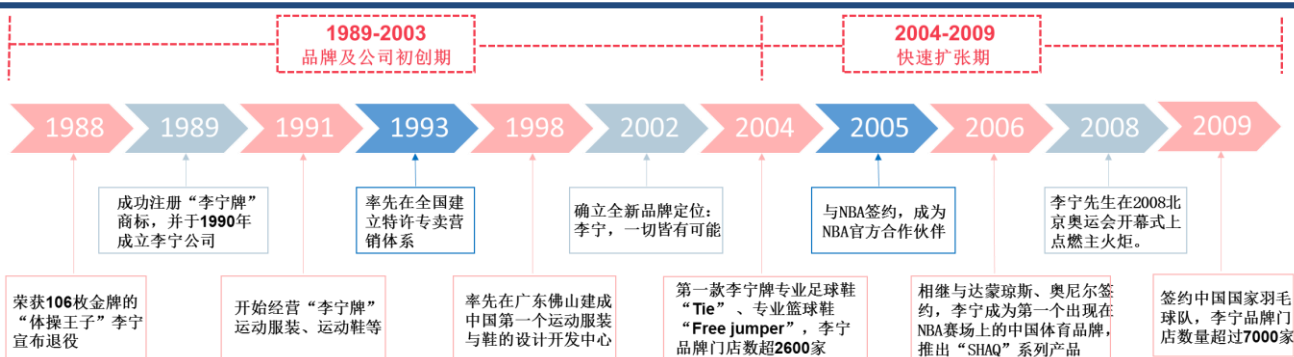 1989-2003
品牌及公司初创期
2004-2009
快速扩张期
1988
1989
1991
1993
1998
2002
2004
2005
2006
2008
2009
成功注册“李宁牌”
商标，并于1990年
成立李宁公司
率先在全国建
立特许专卖营
销体系
确立全新品牌定位：
李宁，一切皆有可能
与NBA签约，成为
NBA官方合作伙伴
李宁先生在2008北
京奥运会开幕式上
点燃主火炬。
荣获106枚金牌的
“体操王子”李宁
宣布退役
开始经营“李宁牌”
运动服装、运动鞋等
率先在广东佛山建成
中国第一个运动服装
与鞋的设计开发中心
第一款李宁牌专业足球鞋
“Tie”、专业篮球鞋
“Free jumper”，李宁
品牌门店数超2600家
相继与达蒙琼斯、奥尼尔签
约，李宁成为第一个出现在
NBA赛场上的中国体育品牌，
推出“SHAQ”系列产品
签约中国国家羽毛
球队，李宁品牌门
店数量超过7000家